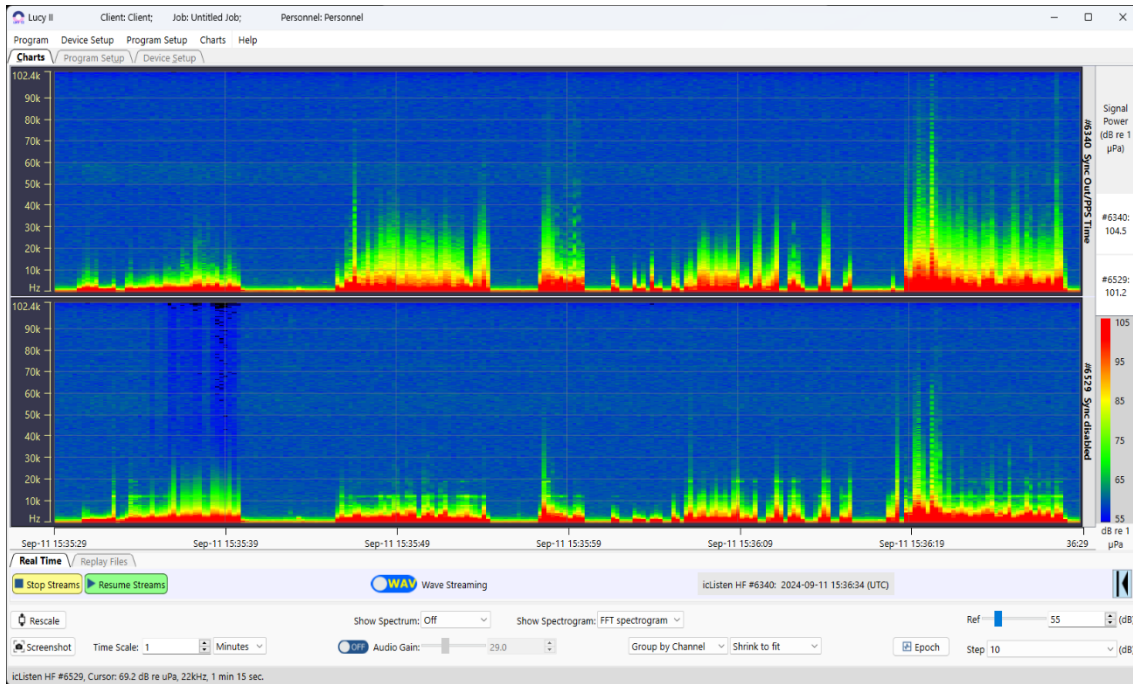 Lucy II Client: Client; Job: Untitled Job; Personnel: Personnel
Program Device Setup Program Setup Charts Help
Charts Program Setup Device Setup
102.4k
90k
80k
70k
60k
50k
40k
30k
20k
10k
Hz
#6340 Sync Out/PPS Time
Signal
Power
(dB re 1
µPa)
#6340:
104.5
#6529:
101.2
102.4k
90k
80k
70k
60k
50k
40k
30k
20k
10k
Hz
#6529 Sync disabled
105
95
85
75
65
55
dB re 1
µPa
Sep-11 15:35:29 Sep-11 15:35:39 Sep-11 15:35:49 Sep-11 15:35:59 Sep-11 15:36:09 Sep-11 15:36:19 36:29
Real Time Replay Files
Stop Streams Resume Streams WAV Wave Streaming icListen HF #6340: 2024-09-11 15:36:34 (UTC)
Rescale Show Spectrum: Off Show Spectrogram: FFT spectrogram Ref 55 (dB)
Screenshot Time Scale: 1 Minutes OFF Audio Gain: 29.0 Group by Channel Shrink to fit Epoch Step 10 (dB)
icListen HF #6529, Cursor: 69.2 dB re uPa, 22kHz, 1 min 15 sec.